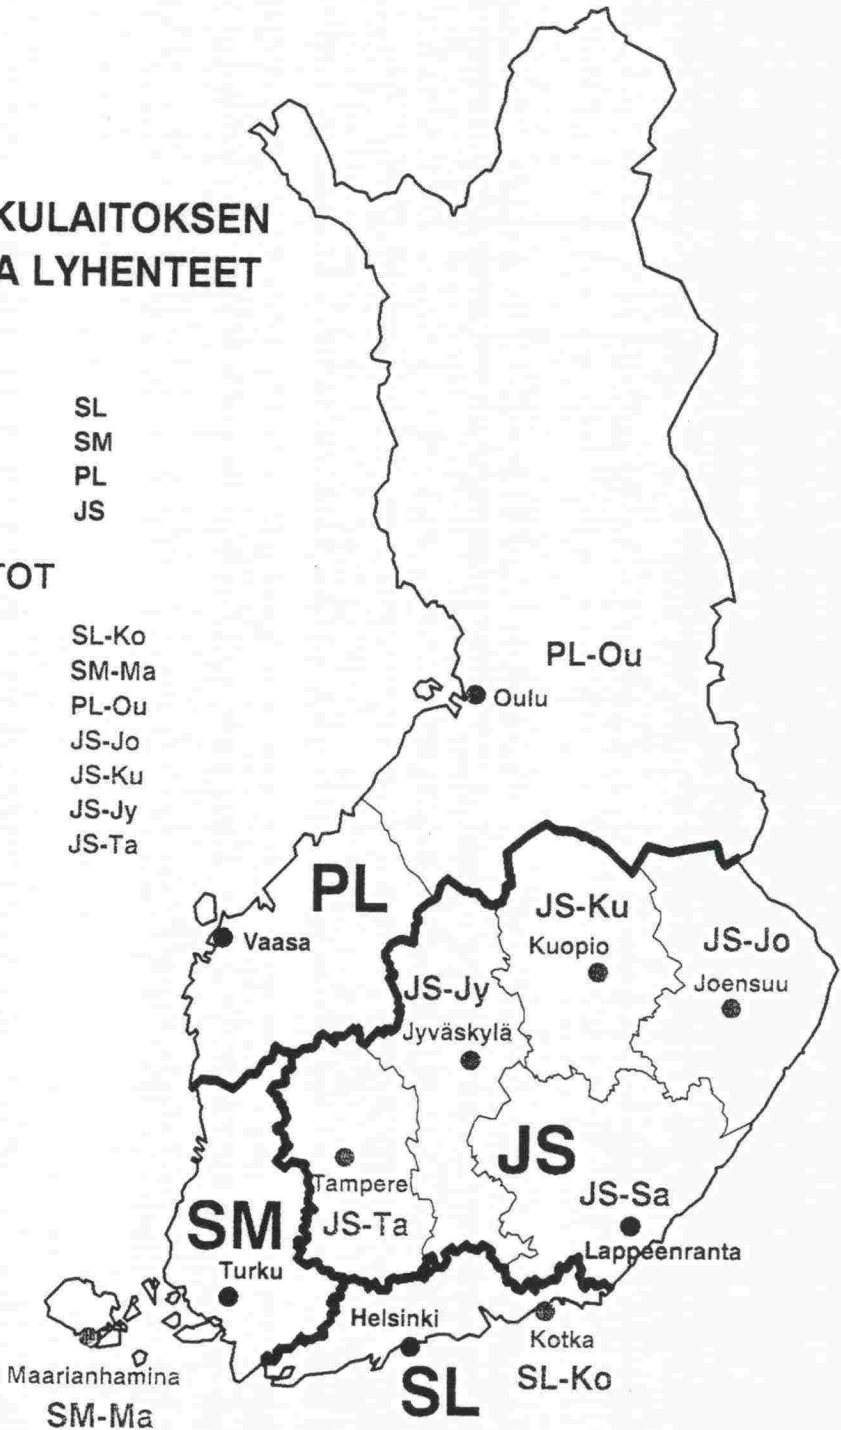 KULAITOKSEN
A LYHENTEET
SL
SM
PL
JS
TOT
SL-Ko
SM-Ma
PL-Ou
JS-Jo
JS-Ku
JS-Jy
JS-Ta
PL-Ou
Oulu
PL
Vaasa
JS-Ku
Kuopio
JS-Jo
Joensuu
JS-Jy
Jyväskylä
JS
JS-Sa
Lappeenranta
Tampere
JS-Ta
SM
Turku
Helsinki
SL
Kotka
SL-Ko
Maarianhamina
SM-Ma